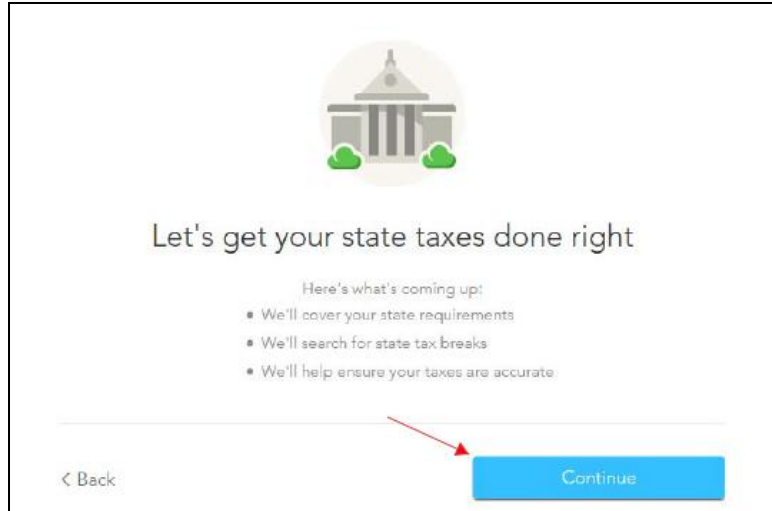 Let's get your state taxes done right
Here's what's coming up:
• We'll cover your state requirements
• We'll search for state tax breaks
• We'll help ensure your taxes are accurate
< Back
Continue